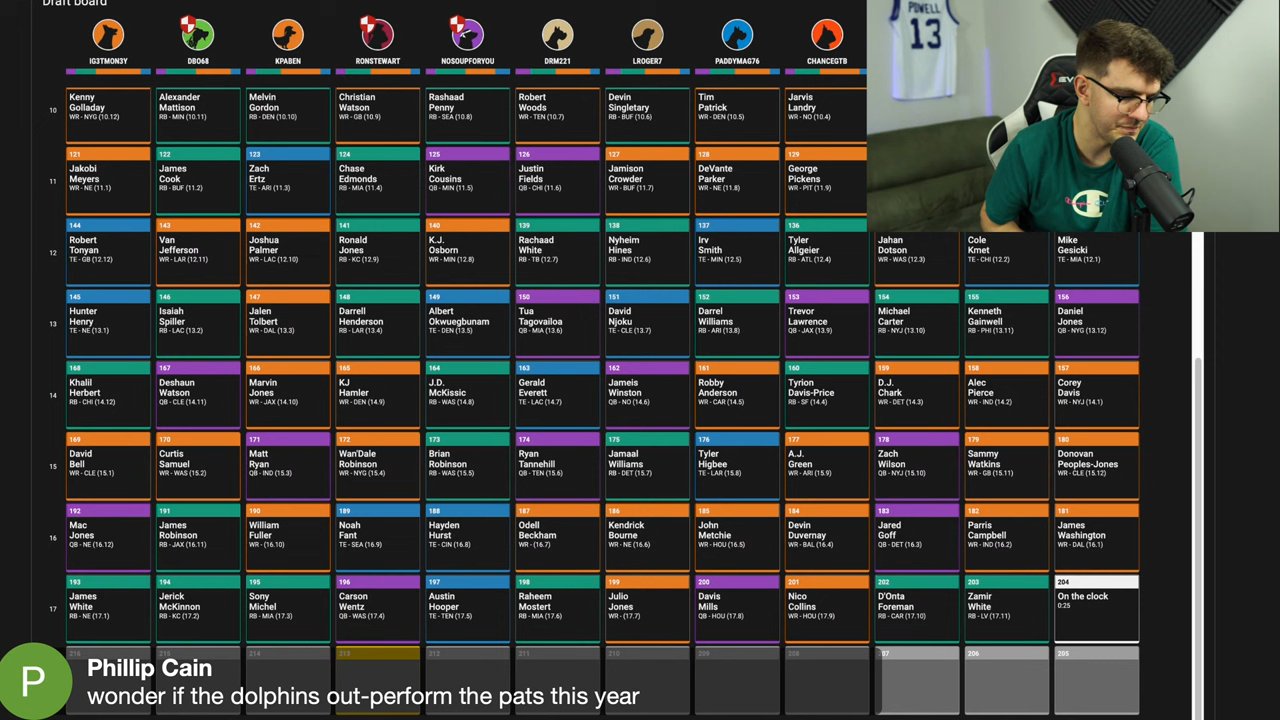 Draft board
IG3TMON3Y DBO68 KPABEN RONSTEWART NOSOUPFORYOU DRM221 LROGER7 PADDYMAG76 CHANCEGTB
POWELL
13
10
Kenny Golladay WR - NYG (10.12)
Alexander Mattison RB - MIN (10.11)
Melvin Gordon RB - DEN (10.10)
Christian Watson WR - GB (10.9)
Rashaad Penny RB - SEA (10.8)
Robert Woods WR - TEN (10.7)
Devin Singletary RB - BUF (10.6)
Tim Patrick WR - DEN (10.5)
Jarvis Landry WR - NO (10.4)
11
121 Jakobi Meyers WR - NE (11.1)
122 James Cook RB - BUF (11.2)
123 Zach Ertz TE - ARI (11.3)
124 Chase Edmonds RB - MIA (11.4)
125 Kirk Cousins QB - MIN (11.5)
126 Justin Fields QB - CHI (11.6)
127 Jamison Crowder WR - BUF (11.7)
128 DeVante Parker WR - NE (11.8)
129 George Pickens WR - PIT (11.9)
12
144 Robert Tonyan TE - GB (12.12)
143 Van Jefferson WR - LAR (12.11)
142 Joshua Palmer WR - LAC (12.10)
141 Ronald Jones RB - KC (12.9)
140 K.J. Osborn WR - MIN (12.8)
139 Rachaad White RB - TB (12.7)
138 Nyheim Hines RB - IND (12.6)
137 Irv Smith TE - MIN (12.5)
136 Tyler Allgeier RB - ATL (12.4)
Jahan Dotson WR - WAS (12.3)
Cole Kmet TE - CHI (12.2)
Mike Gesicki TE - MIA (12.1)
13
145 Hunter Henry TE - NE (13.1)
146 Isaiah Spiller RB - LAC (13.2)
147 Jalen Tolbert WR - DAL (13.3)
148 Darrell Henderson RB - LAR (13.4)
149 Albert Okwuegbunam TE - DEN (13.5)
150 Tua Tagovailoa QB - MIA (13.6)
151 David Njoku TE - CLE (13.7)
152 Darrel Williams RB - ARI (13.8)
153 Trevor Lawrence QB - JAX (13.9)
154 Michael Carter RB - NYJ (13.10)
155 Kenneth Gainwell RB - PHI (13.11)
156 Daniel Jones QB - NYG (13.12)
14
168 Khalil Herbert RB - CHI (14.12)
167 Deshaun Watson QB - CLE (14.11)
166 Marvin Jones WR - JAX (14.10)
165 KJ Hamler WR - DEN (14.9)
164 J.D. McKissic RB - WAS (14.8)
163 Gerald Everett TE - LAC (14.7)
162 Jameis Winston QB - NO (14.6)
161 Robby Anderson WR - CAR (14.5)
160 Tyrion Davis-Price RB - SF (14.4)
159 D.J. Chark WR - DET (14.3)
158 Alec Pierce WR - IND (14.2)
157 Corey Davis WR - NYJ (14.1)
15
169 David Bell WR - CLE (15.1)
170 Curtis Samuel WR - WAS (15.2)
171 Matt Ryan QB - IND (15.3)
172 Wan'Dale Robinson WR - NYG (15.4)
173 Brian Robinson RB - WAS (15.5)
174 Ryan Tannehill QB - TEN (15.6)
175 Jamaal Williams RB - DET (15.7)
176 Tyler Higbee TE - LAR (15.8)
177 A.J. Green WR - ARI (15.9)
178 Zach Wilson QB - NYJ (15.10)
179 Sammy Watkins WR - GB (15.11)
180 Donovan Peoples-Jones WR - CLE (15.12)
16
192 Mac Jones QB - NE (16.12)
191 James Robinson RB - JAX (16.11)
190 William Fuller WR - (16.10)
189 Noah Fant TE - SEA (16.9)
188 Hayden Hurst TE - CIN (16.8)
187 Odell Beckham WR - (16.7)
186 Kendrick Bourne WR - NE (16.6)
185 John Metchie WR - HOU (16.5)
184 Devin Duvernay WR - BAL (16.4)
183 Jared Goff QB - DET (16.3)
182 Parris Campbell WR - IND (16.2)
181 James Washington WR - DAL (16.1)
17
193 James White RB - NE (17.1)
194 Jerick McKinnon RB - KC (17.2)
195 Sony Michel RB - MIA (17.3)
196 Carson Wentz QB - WAS (17.4)
197 Austin Hooper TE - TEN (17.5)
198 Raheem Mostert RB - MIA (17.6)
199 Julio Jones WR - (17.7)
200 Davis Mills QB - HOU (17.8)
201 Nico Collins WR - HOU (17.9)
202 D'Onta Foreman RB - CAR (17.10)
203 Zamir White RB - LV (17.11)
204 On the clock 0:25
216 215 214 213 212 211 210 209 208 207 206 205
P
Phillip Cain
wonder if the dolphins out-perform the pats this year